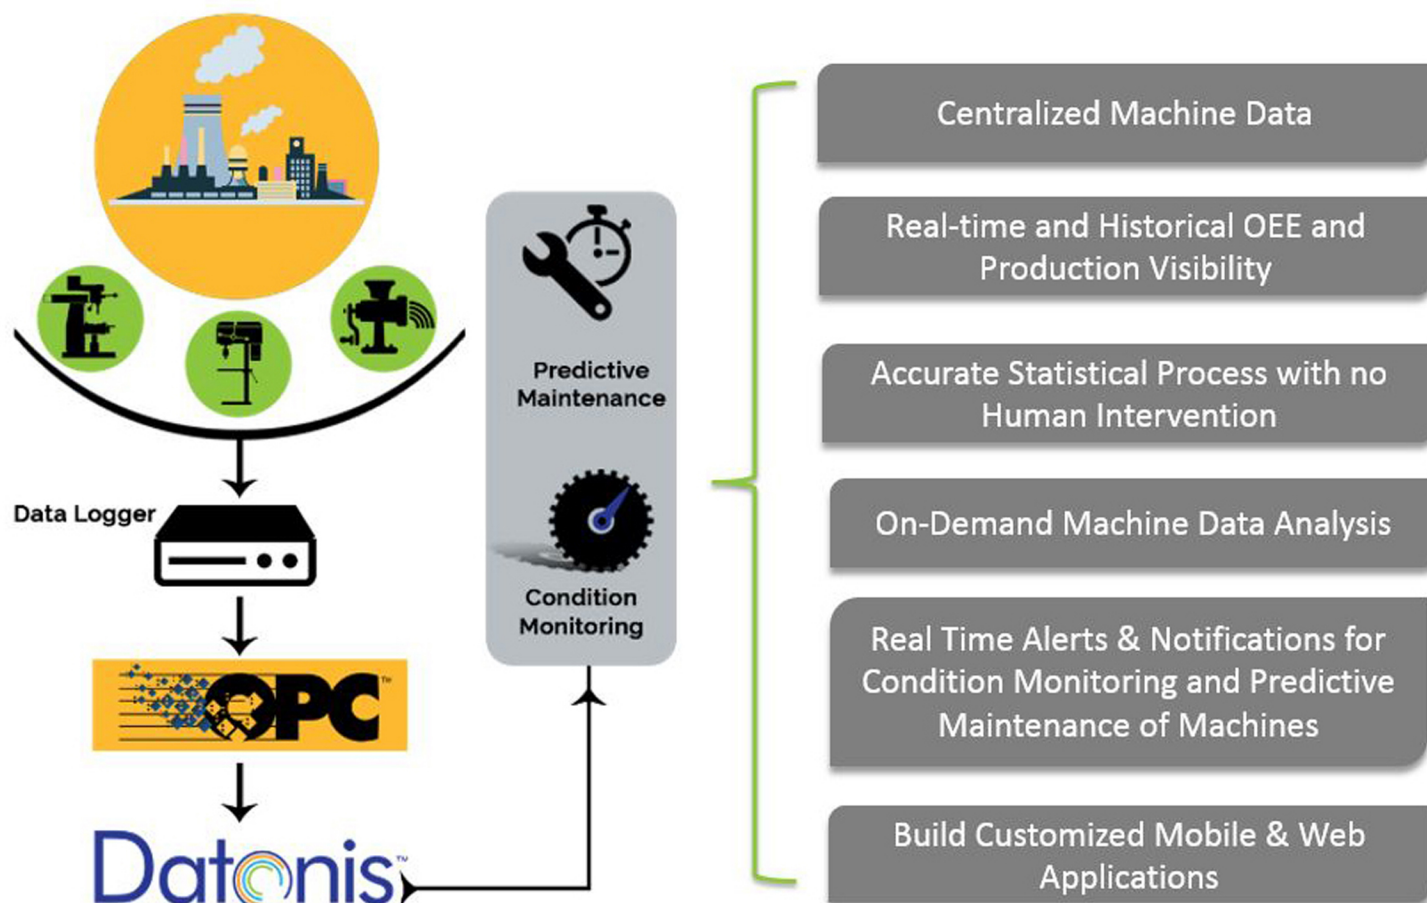 Data Logger
OPC™
Datonis™
Predictive
Maintenance
Condition
Monitoring
Centralized Machine Data
Real-time and Historical OEE and
Production Visibility
Accurate Statistical Process with no
Human Intervention
On-Demand Machine Data Analysis
Real Time Alerts & Notifications for
Condition Monitoring and Predictive
Maintenance of Machines
Build Customized Mobile & Web
Applications